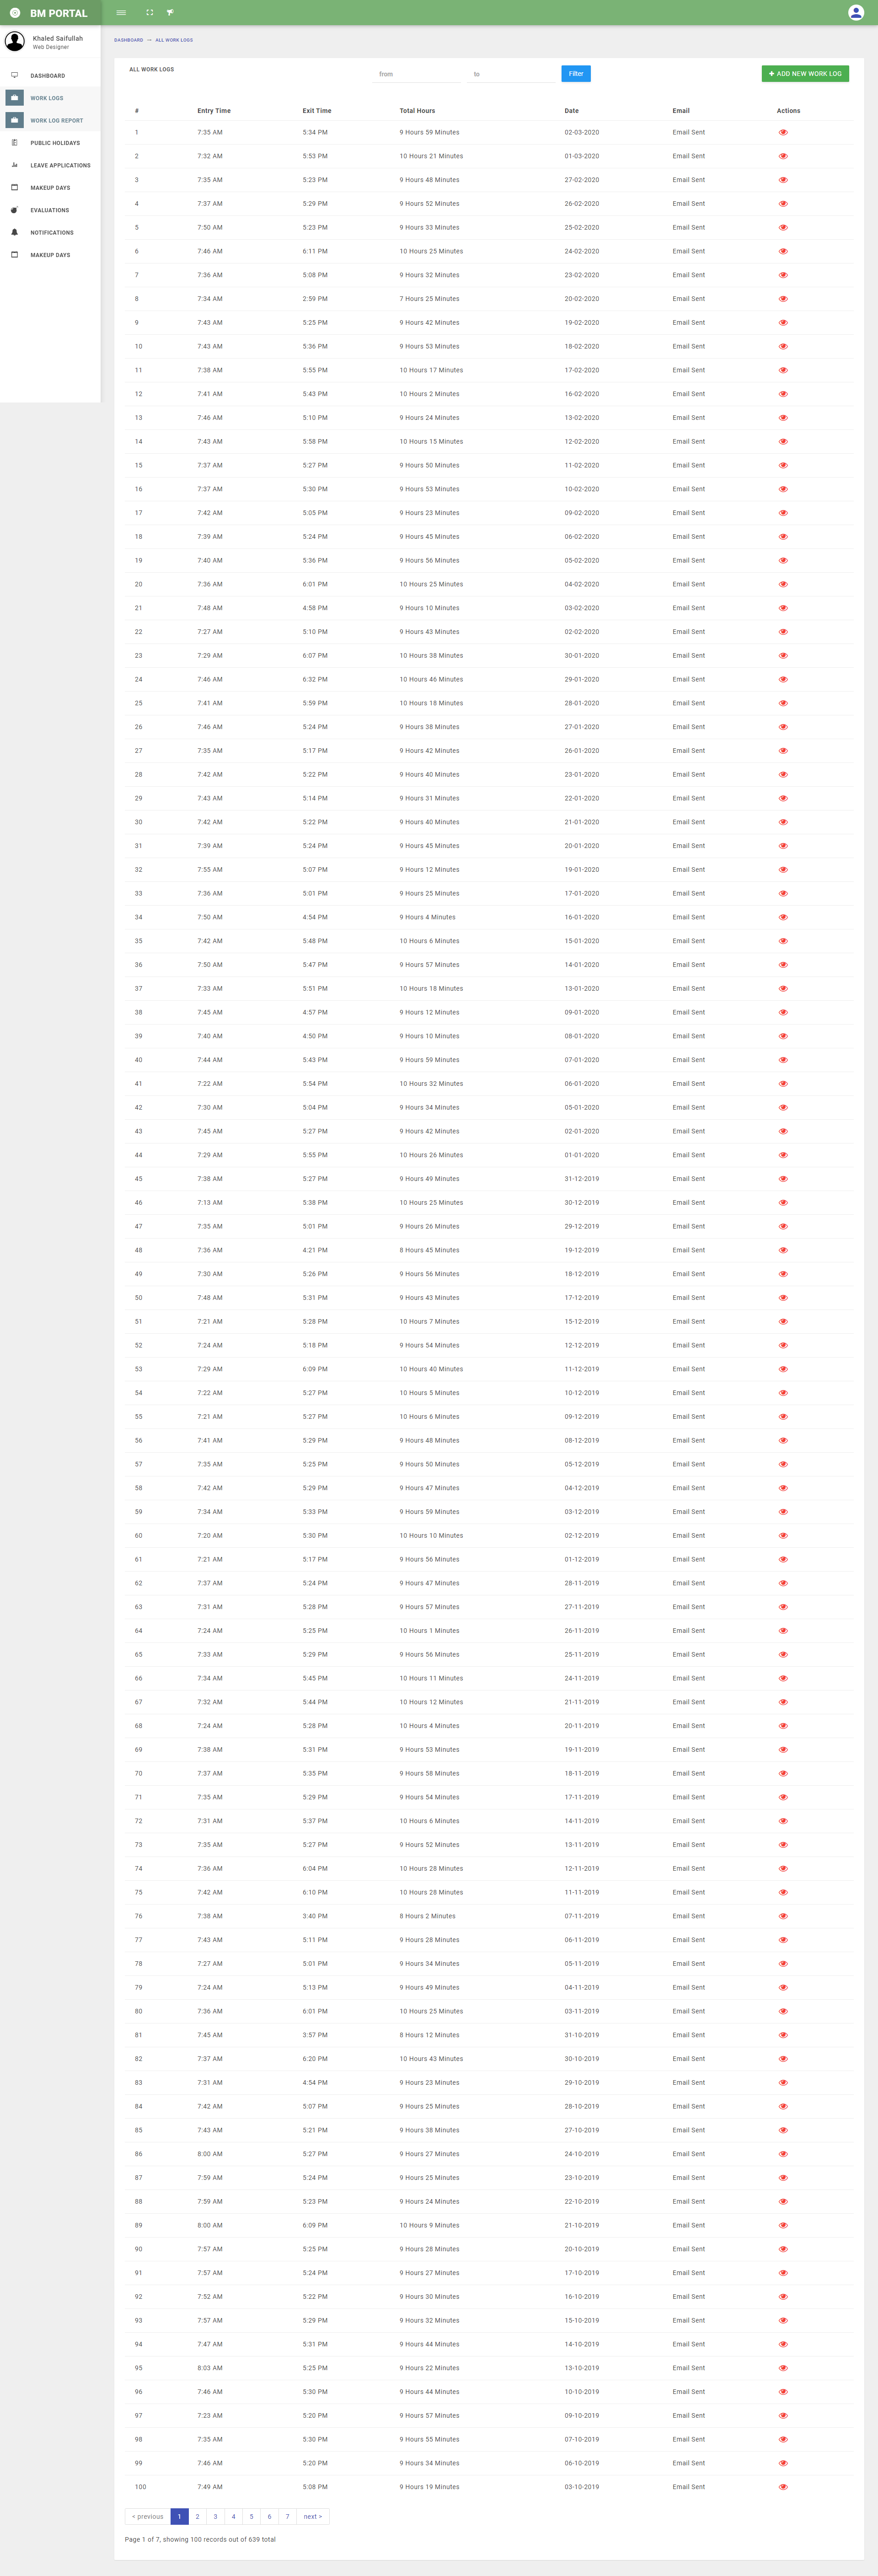 BM PORTAL
Khaled Saifullah
Web Designer
DASHBOARD
WORK LOGS
WORK LOG REPORT
PUBLIC HOLIDAYS
LEAVE APPLICATIONS
MAKEUP DAYS
EVALUATIONS
NOTIFICATIONS
MAKEUP DAYS
DASHBOARD — ALL WORK LOGS
ALL WORK LOGS from to Filter + ADD NEW WORK LOG
# Entry Time Exit Time Total Hours Date Email Actions
1 7:35 AM 5:34 PM 9 Hours 59 Minutes 02-03-2020 Email Sent
2 7:32 AM 5:53 PM 10 Hours 21 Minutes 01-03-2020 Email Sent
3 7:35 AM 5:23 PM 9 Hours 48 Minutes 27-02-2020 Email Sent
4 7:37 AM 5:29 PM 9 Hours 52 Minutes 26-02-2020 Email Sent
5 7:50 AM 5:23 PM 9 Hours 33 Minutes 25-02-2020 Email Sent
6 7:46 AM 6:11 PM 10 Hours 25 Minutes 24-02-2020 Email Sent
7 7:36 AM 5:08 PM 9 Hours 32 Minutes 23-02-2020 Email Sent
8 7:34 AM 2:59 PM 7 Hours 25 Minutes 20-02-2020 Email Sent
9 7:43 AM 5:25 PM 9 Hours 42 Minutes 19-02-2020 Email Sent
10 7:43 AM 5:36 PM 9 Hours 53 Minutes 18-02-2020 Email Sent
11 7:38 AM 5:55 PM 10 Hours 17 Minutes 17-02-2020 Email Sent
12 7:41 AM 5:43 PM 10 Hours 2 Minutes 16-02-2020 Email Sent
13 7:46 AM 5:10 PM 9 Hours 24 Minutes 13-02-2020 Email Sent
14 7:43 AM 5:58 PM 10 Hours 15 Minutes 12-02-2020 Email Sent
15 7:37 AM 5:27 PM 9 Hours 50 Minutes 11-02-2020 Email Sent
16 7:37 AM 5:30 PM 9 Hours 53 Minutes 10-02-2020 Email Sent
17 7:42 AM 5:05 PM 9 Hours 23 Minutes 09-02-2020 Email Sent
18 7:39 AM 5:24 PM 9 Hours 45 Minutes 06-02-2020 Email Sent
19 7:40 AM 5:36 PM 9 Hours 56 Minutes 05-02-2020 Email Sent
20 7:36 AM 6:01 PM 10 Hours 25 Minutes 04-02-2020 Email Sent
21 7:48 AM 4:58 PM 9 Hours 10 Minutes 03-02-2020 Email Sent
22 7:27 AM 5:10 PM 9 Hours 43 Minutes 02-02-2020 Email Sent
23 7:29 AM 6:07 PM 10 Hours 38 Minutes 30-01-2020 Email Sent
24 7:46 AM 6:32 PM 10 Hours 46 Minutes 29-01-2020 Email Sent
25 7:41 AM 5:59 PM 10 Hours 18 Minutes 28-01-2020 Email Sent
26 7:46 AM 5:24 PM 9 Hours 38 Minutes 27-01-2020 Email Sent
27 7:35 AM 5:17 PM 9 Hours 42 Minutes 26-01-2020 Email Sent
28 7:42 AM 5:22 PM 9 Hours 40 Minutes 23-01-2020 Email Sent
29 7:43 AM 5:14 PM 9 Hours 31 Minutes 22-01-2020 Email Sent
30 7:42 AM 5:22 PM 9 Hours 40 Minutes 21-01-2020 Email Sent
31 7:39 AM 5:24 PM 9 Hours 45 Minutes 20-01-2020 Email Sent
32 7:55 AM 5:07 PM 9 Hours 12 Minutes 19-01-2020 Email Sent
33 7:36 AM 5:01 PM 9 Hours 25 Minutes 17-01-2020 Email Sent
34 7:50 AM 4:54 PM 9 Hours 4 Minutes 16-01-2020 Email Sent
35 7:42 AM 5:48 PM 10 Hours 6 Minutes 15-01-2020 Email Sent
36 7:50 AM 5:47 PM 9 Hours 57 Minutes 14-01-2020 Email Sent
37 7:33 AM 5:51 PM 10 Hours 18 Minutes 13-01-2020 Email Sent
38 7:45 AM 4:57 PM 9 Hours 12 Minutes 09-01-2020 Email Sent
39 7:40 AM 4:50 PM 9 Hours 10 Minutes 08-01-2020 Email Sent
40 7:44 AM 5:43 PM 9 Hours 59 Minutes 07-01-2020 Email Sent
41 7:22 AM 5:54 PM 10 Hours 32 Minutes 06-01-2020 Email Sent
42 7:30 AM 5:04 PM 9 Hours 34 Minutes 05-01-2020 Email Sent
43 7:45 AM 5:27 PM 9 Hours 42 Minutes 02-01-2020 Email Sent
44 7:29 AM 5:55 PM 10 Hours 26 Minutes 01-01-2020 Email Sent
45 7:38 AM 5:27 PM 9 Hours 49 Minutes 31-12-2019 Email Sent
46 7:13 AM 5:38 PM 10 Hours 25 Minutes 30-12-2019 Email Sent
47 7:35 AM 5:01 PM 9 Hours 26 Minutes 29-12-2019 Email Sent
48 7:36 AM 4:21 PM 8 Hours 45 Minutes 19-12-2019 Email Sent
49 7:30 AM 5:26 PM 9 Hours 56 Minutes 18-12-2019 Email Sent
50 7:48 AM 5:31 PM 9 Hours 43 Minutes 17-12-2019 Email Sent
51 7:21 AM 5:28 PM 10 Hours 7 Minutes 15-12-2019 Email Sent
52 7:24 AM 5:18 PM 9 Hours 54 Minutes 12-12-2019 Email Sent
53 7:29 AM 6:09 PM 10 Hours 40 Minutes 11-12-2019 Email Sent
54 7:22 AM 5:27 PM 10 Hours 5 Minutes 10-12-2019 Email Sent
55 7:21 AM 5:27 PM 10 Hours 6 Minutes 09-12-2019 Email Sent
56 7:41 AM 5:29 PM 9 Hours 48 Minutes 08-12-2019 Email Sent
57 7:35 AM 5:25 PM 9 Hours 50 Minutes 05-12-2019 Email Sent
58 7:42 AM 5:29 PM 9 Hours 47 Minutes 04-12-2019 Email Sent
59 7:34 AM 5:33 PM 9 Hours 59 Minutes 03-12-2019 Email Sent
60 7:20 AM 5:30 PM 10 Hours 10 Minutes 02-12-2019 Email Sent
61 7:21 AM 5:17 PM 9 Hours 56 Minutes 01-12-2019 Email Sent
62 7:37 AM 5:24 PM 9 Hours 47 Minutes 28-11-2019 Email Sent
63 7:31 AM 5:28 PM 9 Hours 57 Minutes 27-11-2019 Email Sent
64 7:24 AM 5:25 PM 10 Hours 1 Minutes 26-11-2019 Email Sent
65 7:33 AM 5:29 PM 9 Hours 56 Minutes 25-11-2019 Email Sent
66 7:34 AM 5:45 PM 10 Hours 11 Minutes 24-11-2019 Email Sent
67 7:32 AM 5:44 PM 10 Hours 12 Minutes 21-11-2019 Email Sent
68 7:24 AM 5:28 PM 10 Hours 4 Minutes 20-11-2019 Email Sent
69 7:38 AM 5:31 PM 9 Hours 53 Minutes 19-11-2019 Email Sent
70 7:37 AM 5:35 PM 9 Hours 58 Minutes 18-11-2019 Email Sent
71 7:35 AM 5:29 PM 9 Hours 54 Minutes 17-11-2019 Email Sent
72 7:31 AM 5:37 PM 10 Hours 6 Minutes 14-11-2019 Email Sent
73 7:35 AM 5:27 PM 9 Hours 52 Minutes 13-11-2019 Email Sent
74 7:36 AM 6:04 PM 10 Hours 28 Minutes 12-11-2019 Email Sent
75 7:42 AM 6:10 PM 10 Hours 28 Minutes 11-11-2019 Email Sent
76 7:38 AM 3:40 PM 8 Hours 2 Minutes 07-11-2019 Email Sent
77 7:43 AM 5:11 PM 9 Hours 28 Minutes 06-11-2019 Email Sent
78 7:27 AM 5:01 PM 9 Hours 34 Minutes 05-11-2019 Email Sent
79 7:24 AM 5:13 PM 9 Hours 49 Minutes 04-11-2019 Email Sent
80 7:36 AM 6:01 PM 10 Hours 25 Minutes 03-11-2019 Email Sent
81 7:45 AM 3:57 PM 8 Hours 12 Minutes 31-10-2019 Email Sent
82 7:37 AM 6:20 PM 10 Hours 43 Minutes 30-10-2019 Email Sent
83 7:31 AM 4:54 PM 9 Hours 23 Minutes 29-10-2019 Email Sent
84 7:42 AM 5:07 PM 9 Hours 25 Minutes 28-10-2019 Email Sent
85 7:43 AM 5:21 PM 9 Hours 38 Minutes 27-10-2019 Email Sent
86 8:00 AM 5:27 PM 9 Hours 27 Minutes 24-10-2019 Email Sent
87 7:59 AM 5:24 PM 9 Hours 25 Minutes 23-10-2019 Email Sent
88 7:59 AM 5:23 PM 9 Hours 24 Minutes 22-10-2019 Email Sent
89 8:00 AM 6:09 PM 10 Hours 9 Minutes 21-10-2019 Email Sent
90 7:57 AM 5:25 PM 9 Hours 28 Minutes 20-10-2019 Email Sent
91 7:57 AM 5:24 PM 9 Hours 27 Minutes 17-10-2019 Email Sent
92 7:52 AM 5:22 PM 9 Hours 30 Minutes 16-10-2019 Email Sent
93 7:57 AM 5:29 PM 9 Hours 32 Minutes 15-10-2019 Email Sent
94 7:47 AM 5:31 PM 9 Hours 44 Minutes 14-10-2019 Email Sent
95 8:03 AM 5:25 PM 9 Hours 22 Minutes 13-10-2019 Email Sent
96 7:46 AM 5:30 PM 9 Hours 44 Minutes 10-10-2019 Email Sent
97 7:23 AM 5:20 PM 9 Hours 57 Minutes 09-10-2019 Email Sent
98 7:35 AM 5:30 PM 9 Hours 55 Minutes 07-10-2019 Email Sent
99 7:46 AM 5:20 PM 9 Hours 34 Minutes 06-10-2019 Email Sent
100 7:49 AM 5:08 PM 9 Hours 19 Minutes 03-10-2019 Email Sent
< previous 1 2 3 4 5 6 7 next >
Page 1 of 7, showing 100 records out of 639 total